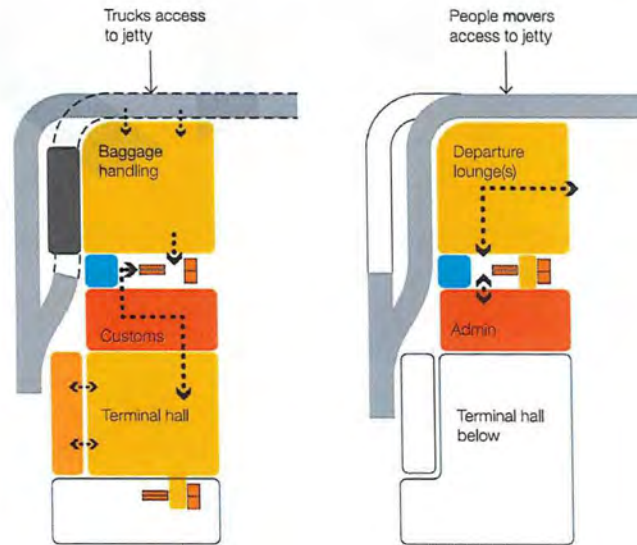 Trucks access
to jetty
Baggage
handling
Customs
Terminal hall
People movers
access to jetty
Departure
lounge(s)
Admin
Terminal hall
below